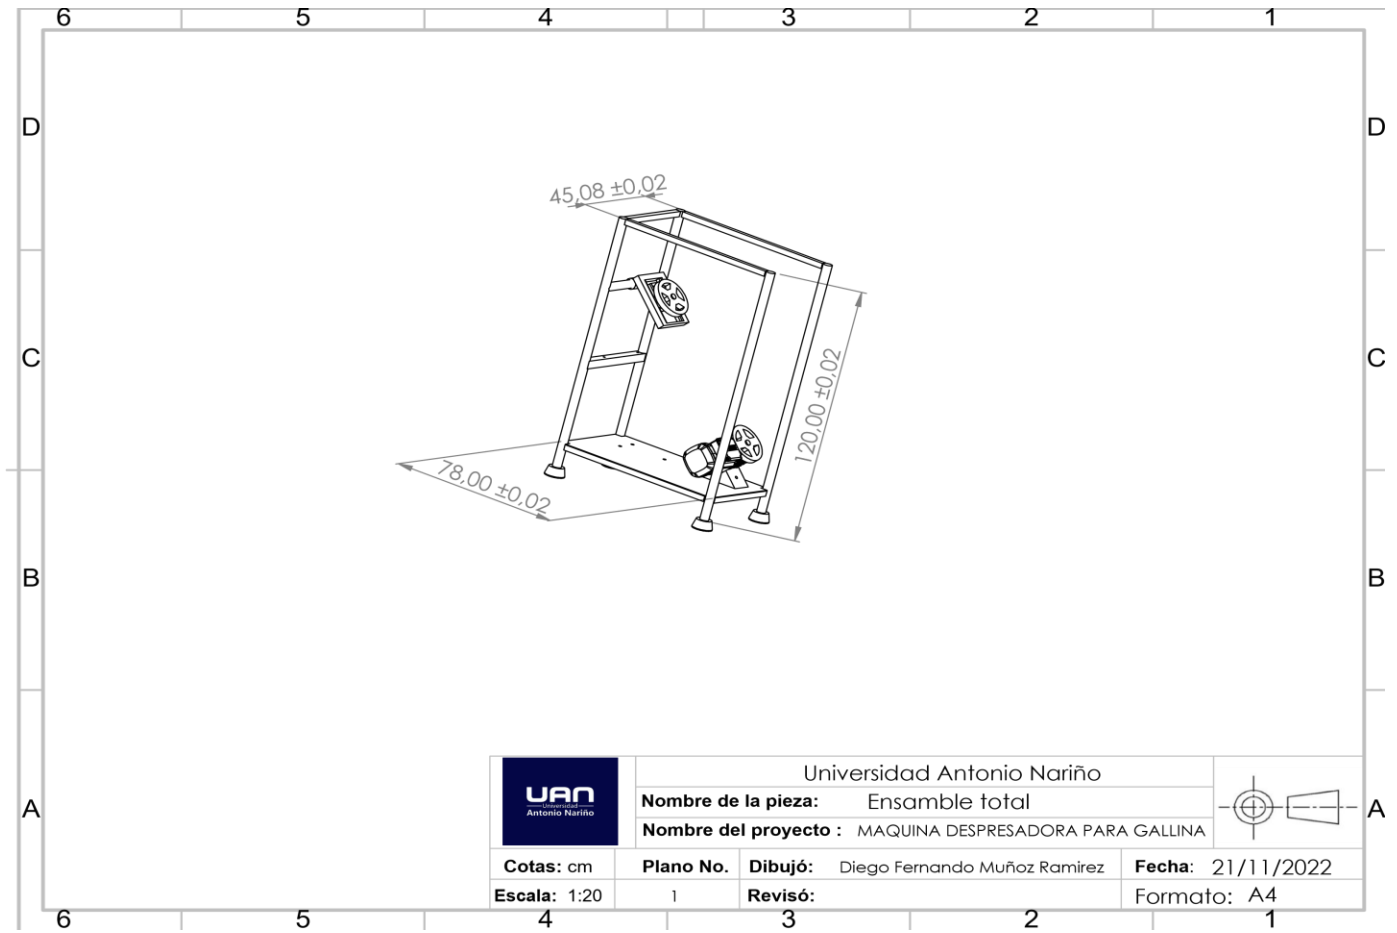 6 5 4 3 2 1
D D
45,08 ±0,02
C C
120,00 ±0,02
78,00 ±0,02
B B
UAN
Universidad
Antonio Nariño
Universidad Antonio Nariño
Nombre de la pieza: Ensamble total
Nombre del proyecto : MAQUINA DESPRESADORA PARA GALLINA
A A
Cotas: cm Plano No. Dibujó: Diego Fernando Muñoz Ramirez Fecha: 21/11/2022
Escala: 1:20 1 Revisó: Formato: A4
6 5 4 3 2 1